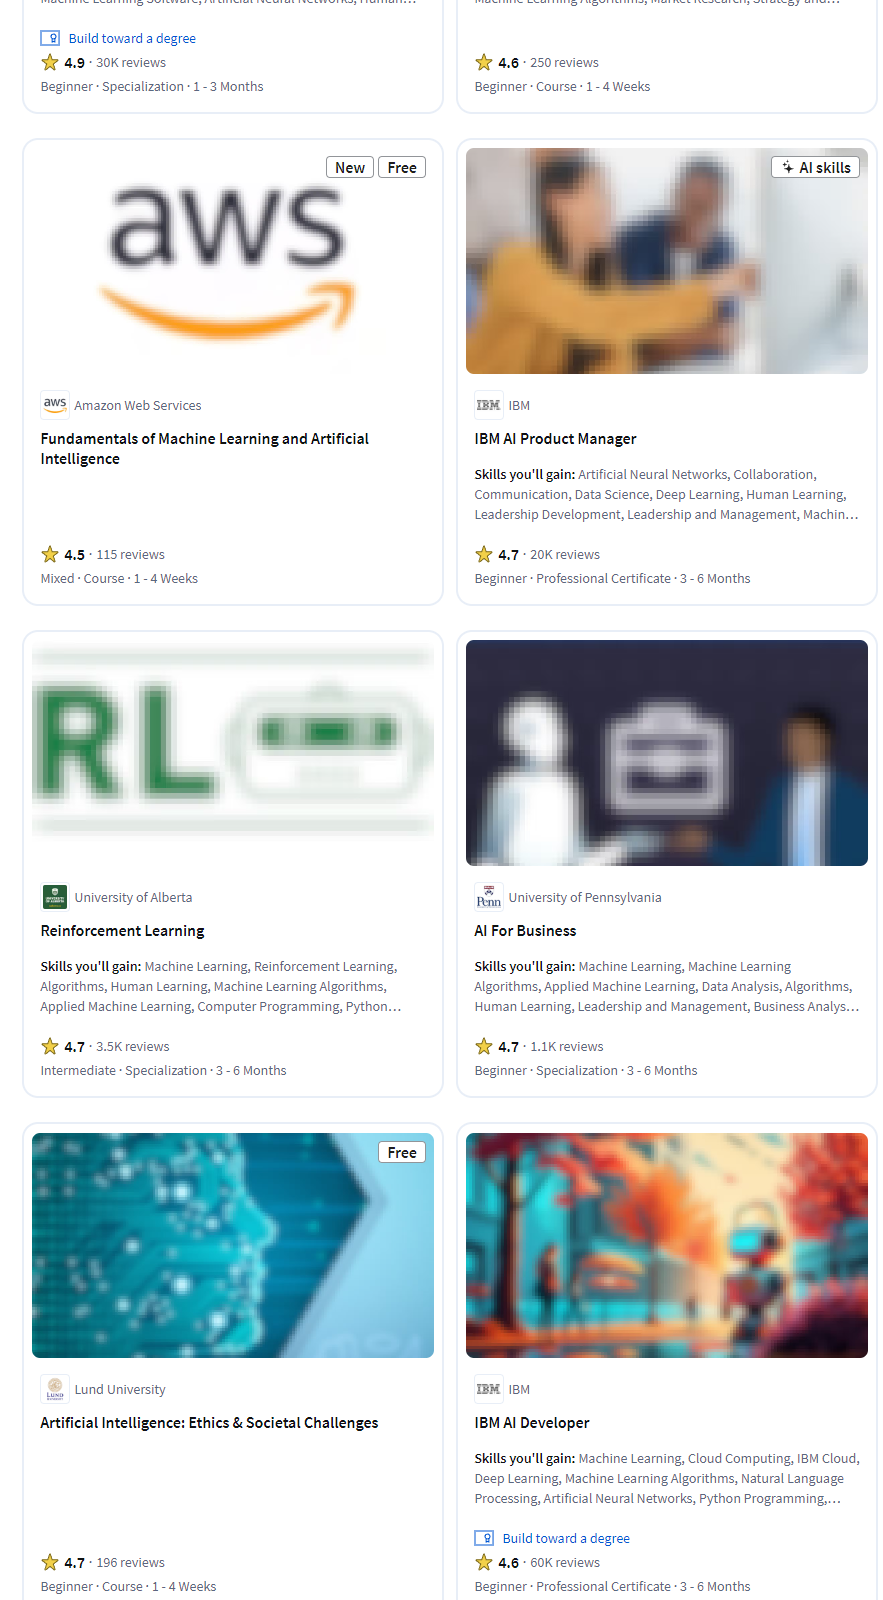 Build toward a degree
4.9 · 30K reviews
Beginner · Specialization · 1 - 3 Months
4.6 · 250 reviews
Beginner · Course · 1 - 4 Weeks
New
Free
aws
aws
Amazon Web Services
Fundamentals of Machine Learning and Artificial
Intelligence
4.5 · 115 reviews
Mixed · Course · 1 - 4 Weeks
AI skills
IBM
IBM
IBM AI Product Manager
Skills you'll gain: Artificial Neural Networks, Collaboration,
Communication, Data Science, Deep Learning, Human Learning,
Leadership Development, Leadership and Management, Machin...
4.7 · 20K reviews
Beginner · Professional Certificate · 3 - 6 Months
RL
University of Alberta
Reinforcement Learning
Skills you'll gain: Machine Learning, Reinforcement Learning,
Algorithms, Human Learning, Machine Learning Algorithms,
Applied Machine Learning, Computer Programming, Python...
4.7 · 3.5K reviews
Intermediate · Specialization · 3 - 6 Months
Penn
University of Pennsylvania
AI For Business
Skills you'll gain: Machine Learning, Machine Learning
Algorithms, Applied Machine Learning, Data Analysis, Algorithms,
Human Learning, Leadership and Management, Business Analys...
4.7 · 1.1K reviews
Beginner · Specialization · 3 - 6 Months
Free
LUND
Lund University
Artificial Intelligence: Ethics & Societal Challenges
4.7 · 196 reviews
Beginner · Course · 1 - 4 Weeks
IBM
IBM
IBM AI Developer
Skills you'll gain: Machine Learning, Cloud Computing, IBM Cloud,
Deep Learning, Machine Learning Algorithms, Natural Language
Processing, Artificial Neural Networks, Python Programming,...
Build toward a degree
4.6 · 60K reviews
Beginner · Professional Certificate · 3 - 6 Months